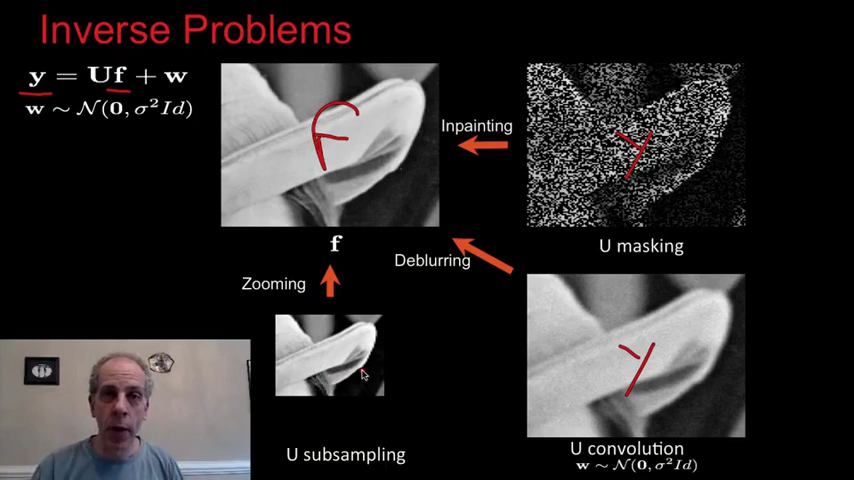 Inverse Problems
y = Uf + w
w ∼ N(0, σ²Id)
F
Inpainting
y
U masking
f
Deblurring
Zooming
y
U subsampling
U convolution
w ∼ N(0, σ²Id)